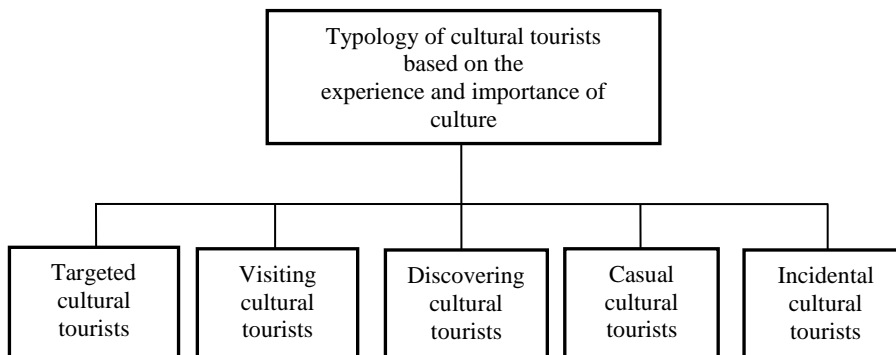 Typology of cultural tourists
based on the
experience and importance of
culture
Targeted
cultural
tourists
Visiting
cultural
tourists
Discovering
cultural
tourists
Casual
cultural
tourists
Incidental
cultural
tourists